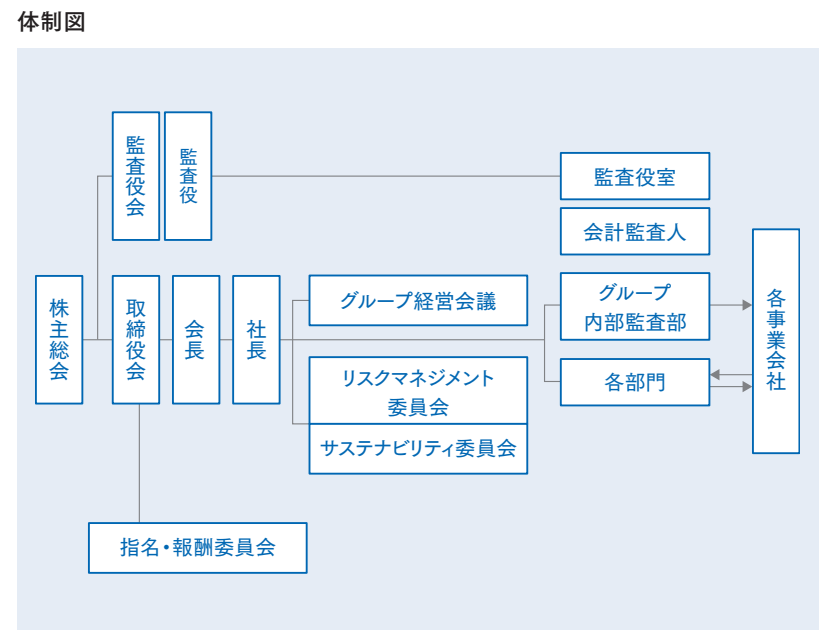 体制図
監査役会
監査役
監査役室
会計監査人
株主総会
取締役会
会長
社長
グループ経営会議
リスクマネジメント
委員会
サステナビリティ委員会
グループ
内部監査部
各部門
各事業会社
指名・報酬委員会